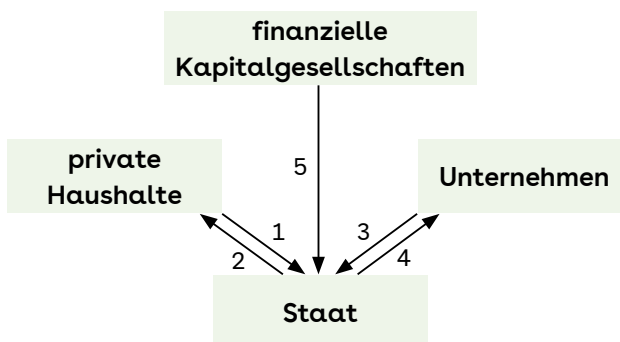 finanzielle
Kapitalgesellschaften
private
Haushalte
5
Unternehmen
1
2
3
4
Staat